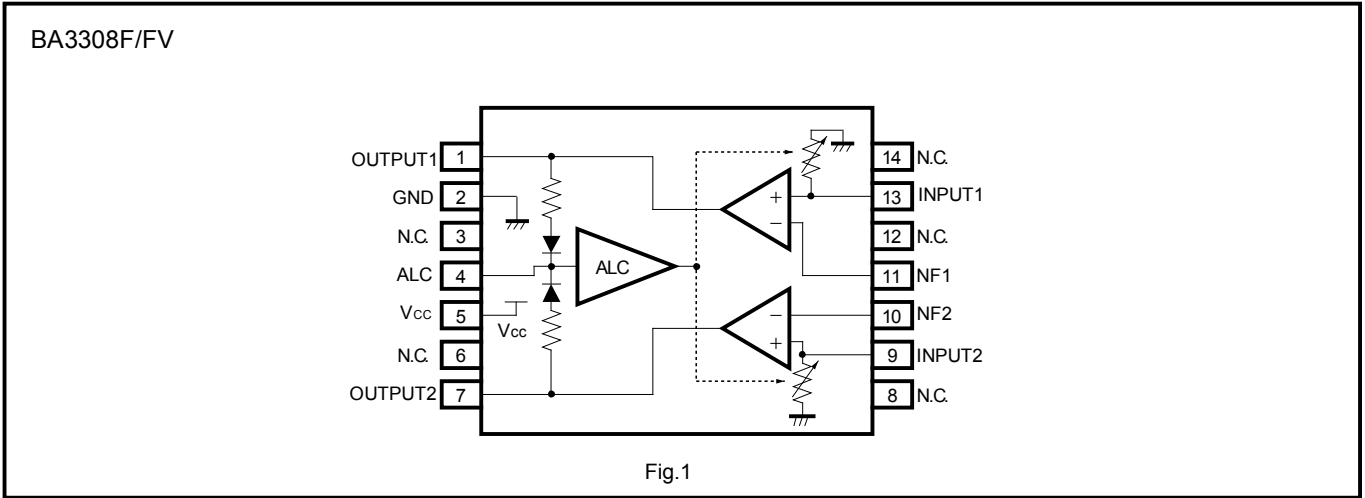 BA3308F/FV
OUTPUT1 1
GND 2
N.C. 3
ALC 4
Vcc 5
N.C. 6
OUTPUT2 7
Vcc
ALC
+
−
−
+
14 N.C.
13 INPUT1
12 N.C.
11 NF1
10 NF2
9 INPUT2
8 N.C.
Fig.1